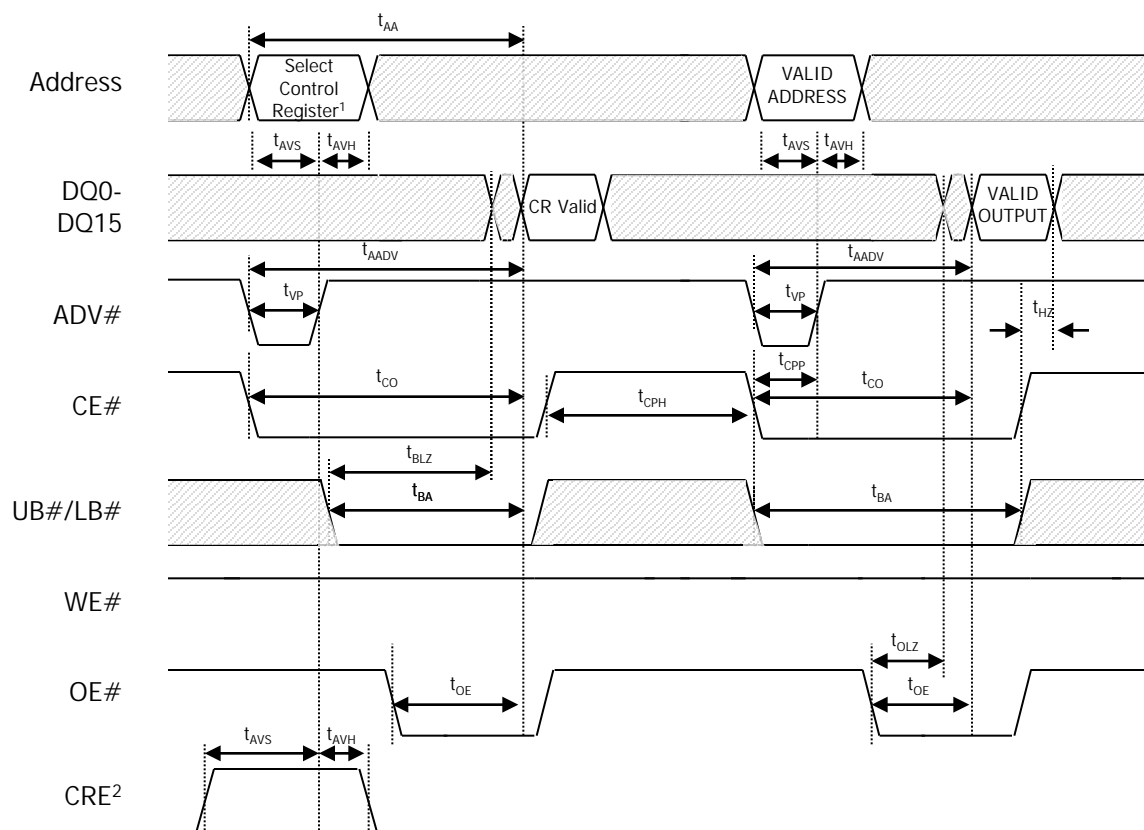 tAA
Address
Select
Control
Register1
VALID
ADDRESS
tAVS
tAVH
tAVS
tAVH
DQ0-
DQ15
CR Valid
VALID
OUTPUT
tAADV
tAADV
ADV#
tVP
tVP
tHZ
CE#
tCO
tCPH
tCPP
tCO
UB#/LB#
tBLZ
tBA
tBA
WE#
OE#
tOE
tOLZ
tOE
tAVS
tAVH
CRE2